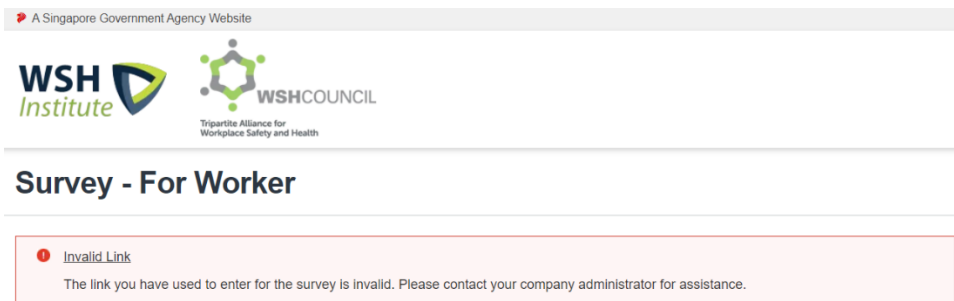 A Singapore Government Agency Website
WSH
Institute
WSHCOUNCIL
Tripartite Alliance for
Workplace Safety and Health
Survey - For Worker
Invalid Link
The link you have used to enter for the survey is invalid. Please contact your company administrator for assistance.